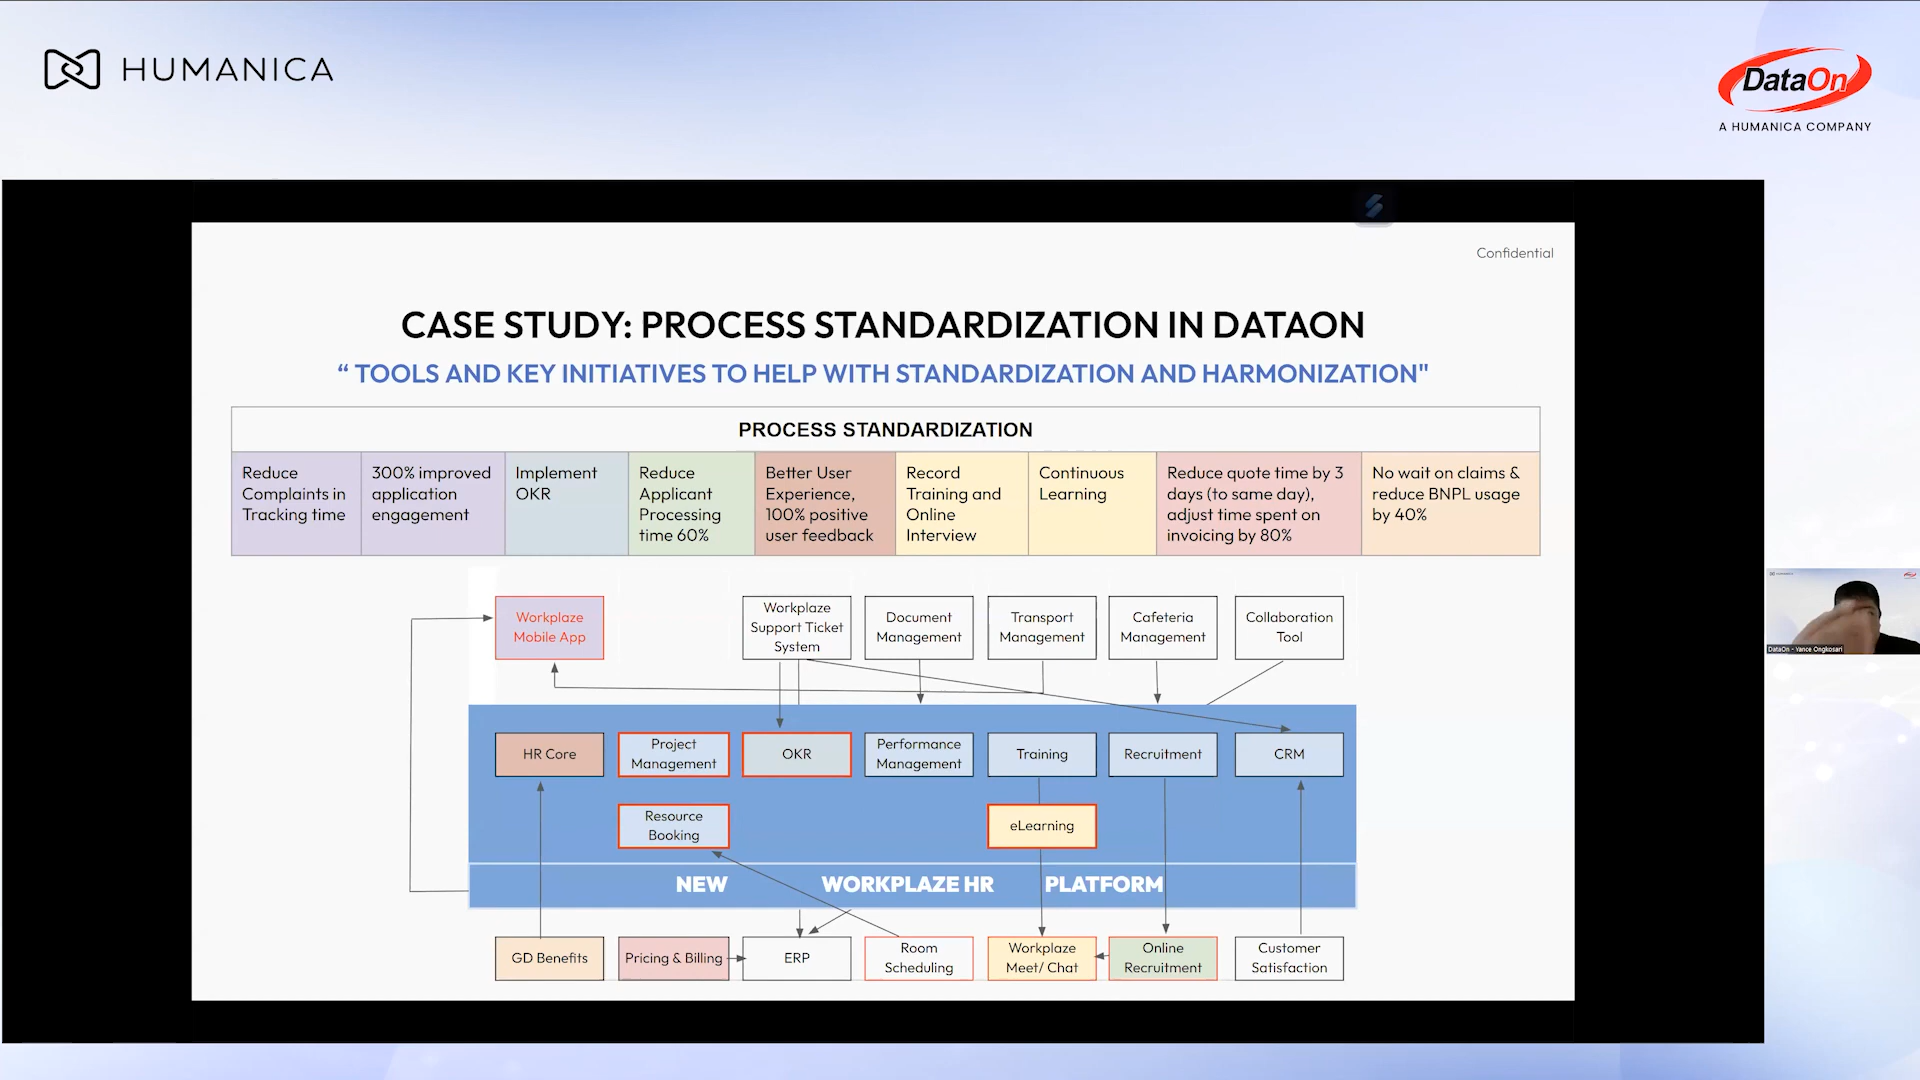 HUMANICA
DataOn
A HUMANICA COMPANY
Confidential
CASE STUDY: PROCESS STANDARDIZATION IN DATAON
“ TOOLS AND KEY INITIATIVES TO HELP WITH STANDARDIZATION AND HARMONIZATION"
PROCESS STANDARDIZATION
Reduce
Complaints in
Tracking time
300% improved
application
engagement
Implement
OKR
Reduce
Applicant
Processing
time 60%
Better User
Experience,
100% positive
user feedback
Record
Training and
Online
Interview
Continuous
Learning
Reduce quote time by 3
days (to same day),
adjust time spent on
invoicing by 80%
No wait on claims &
reduce BNPL usage
by 40%
Workplaze
Mobile App
Workplaze
Support Ticket
System
Document
Management
Transport
Management
Cafeteria
Management
Collaboration
Tool
HR Core
Project
Management
OKR
Performance
Management
Training
Recruitment
CRM
Resource
Booking
eLearning
NEW WORKPLAZE HR PLATFORM
GD Benefits
Pricing & Billing
ERP
Room
Scheduling
Workplaze
Meet/ Chat
Online
Recruitment
Customer
Satisfaction
DataOn - Yance Ongkosari